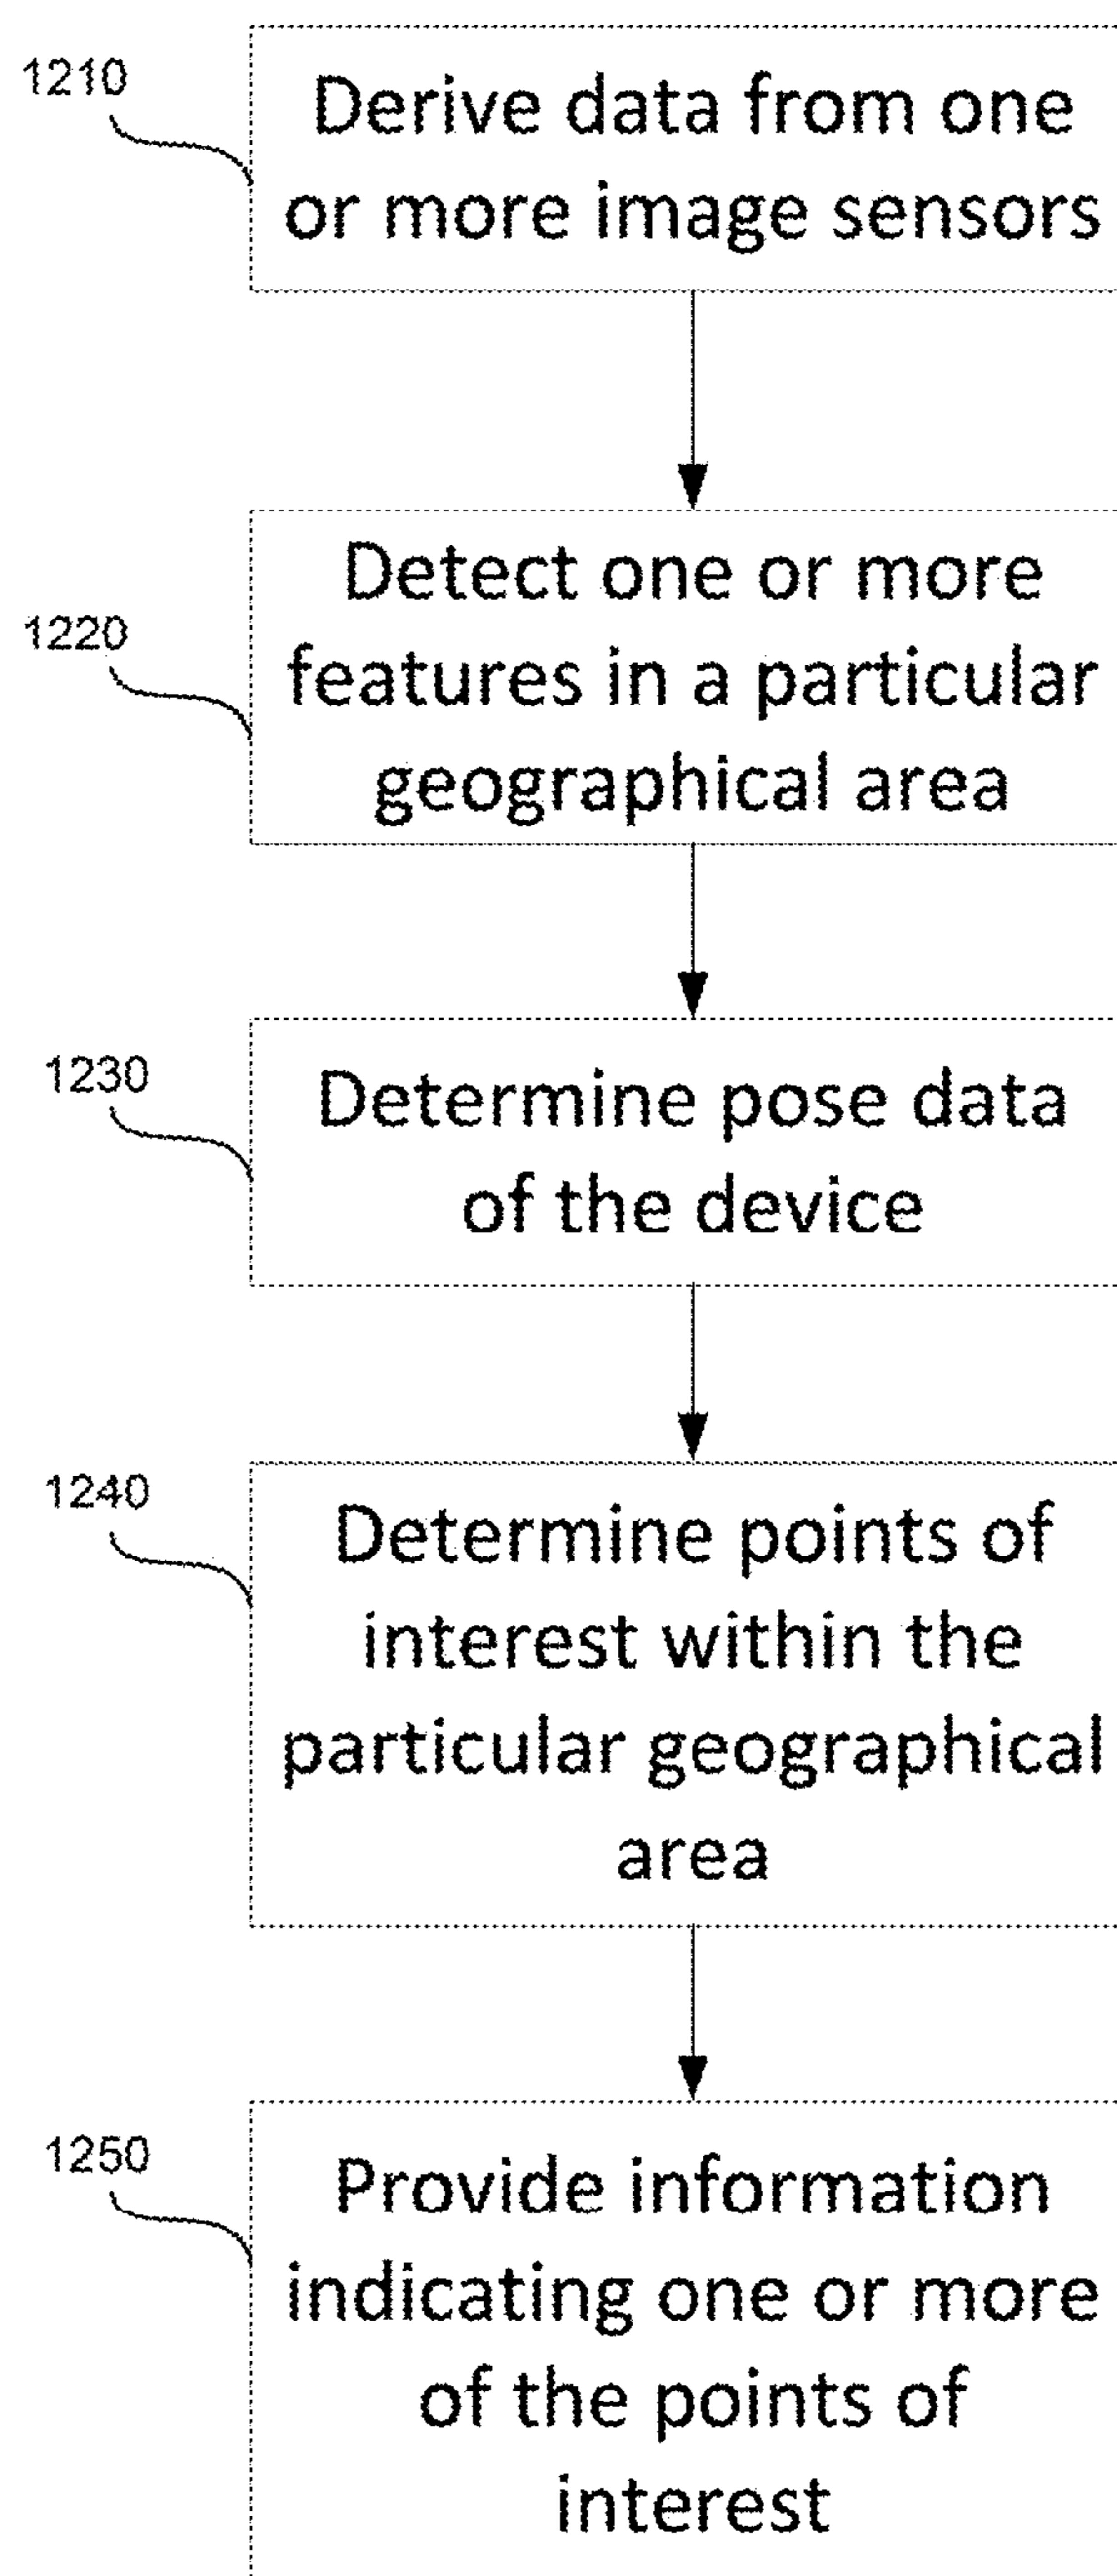 1210
Derive data from one
or more image sensors
1220
Detect one or more
features in a particular
geographical area
1230
Determine pose data
of the device
1240
Determine points of
interest within the
particular geographical
area
1250
Provide information
indicating one or more
of the points of
interest